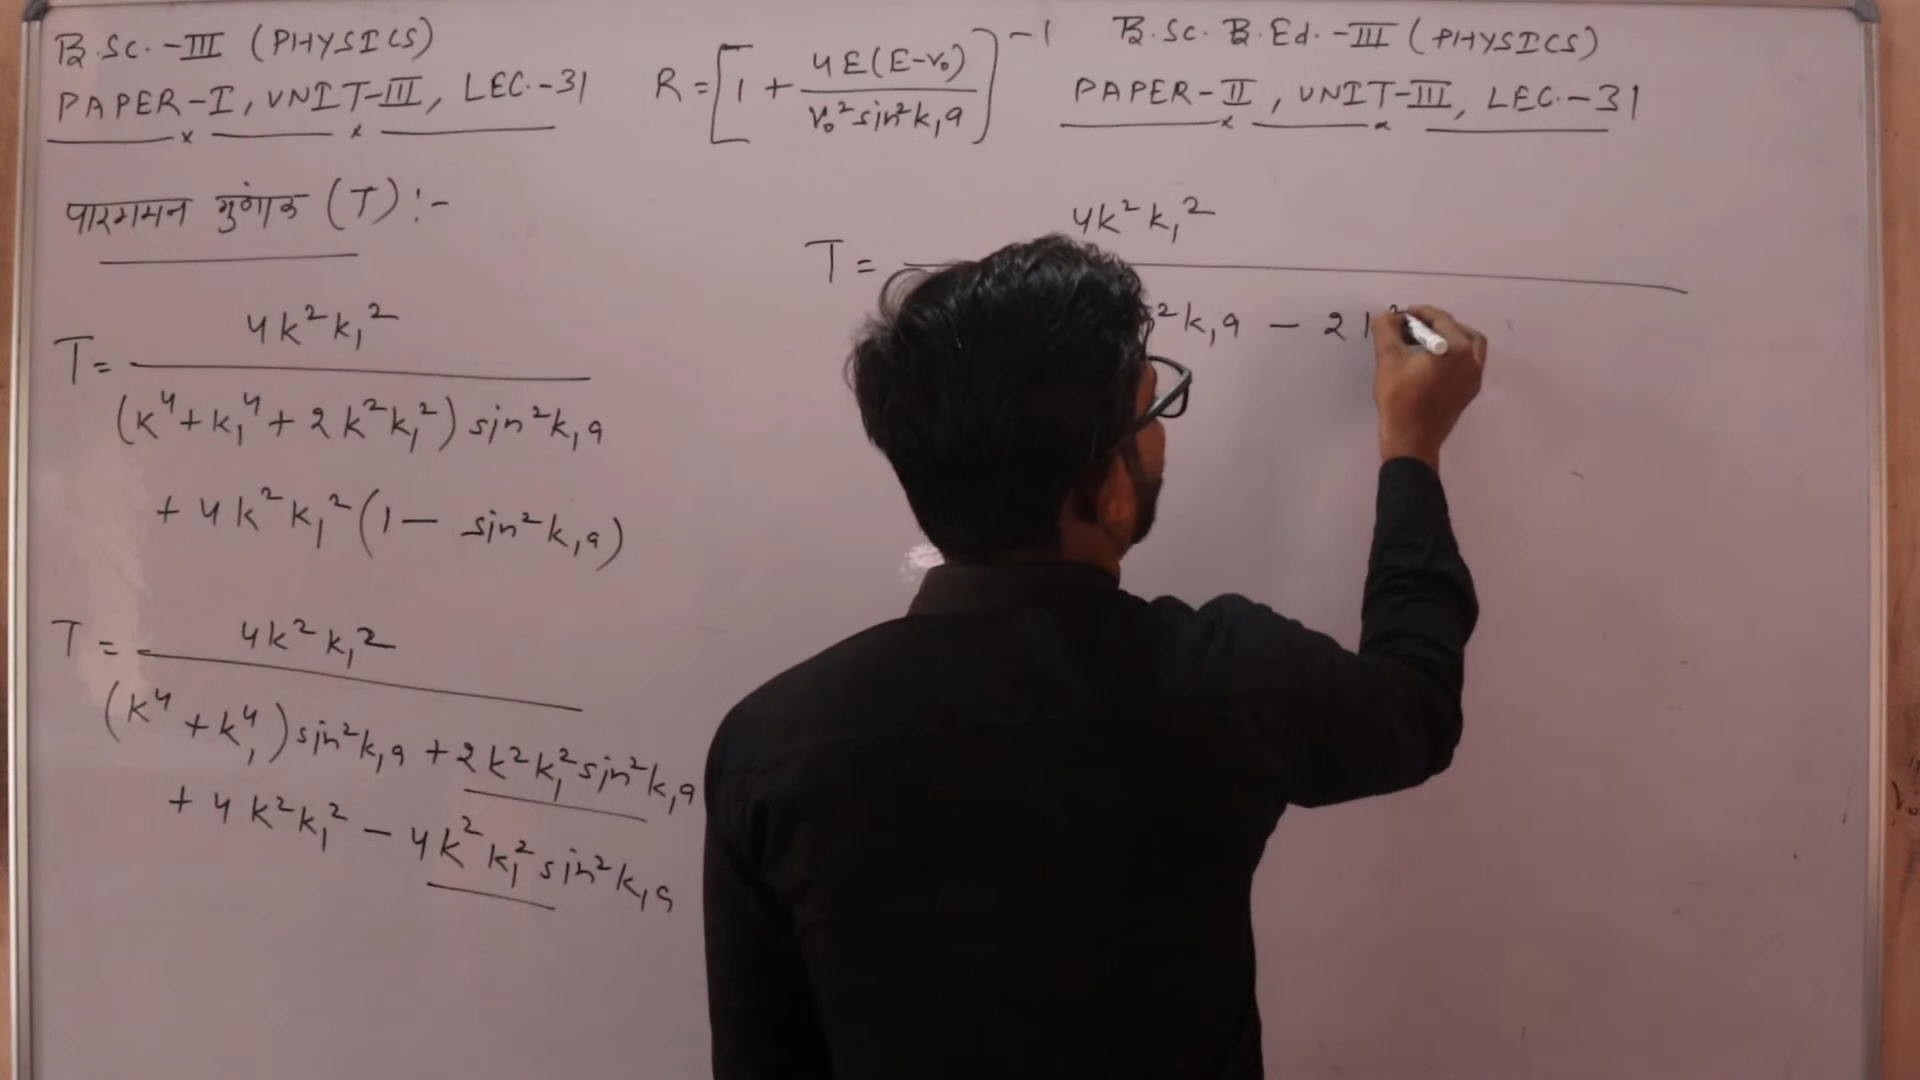 B.Sc.-III (PHYSICS)
PAPER-I, UNIT-III, LEC.-31
R = [1 + 4E(E-V₀) / V₀² sin²k₁a]⁻¹
B.Sc. B.Ed.-III (PHYSICS)
PAPER-II, UNIT-III, LEC.-31
पारगमन गुणांक (T) :-
T = 4k²k₁² / (k⁴ + k₁⁴ + 2k²k₁²) sin²k₁a
+ 4k²k₁² (1 - sin²k₁a)
T = 4k²k₁² / (k⁴ + k₁⁴) sin²k₁a + 2k²k₁² sin²k₁a
+ 4k²k₁² - 4k²k₁² sin²k₁a
T = 4k²k₁²
²k₁a - 2